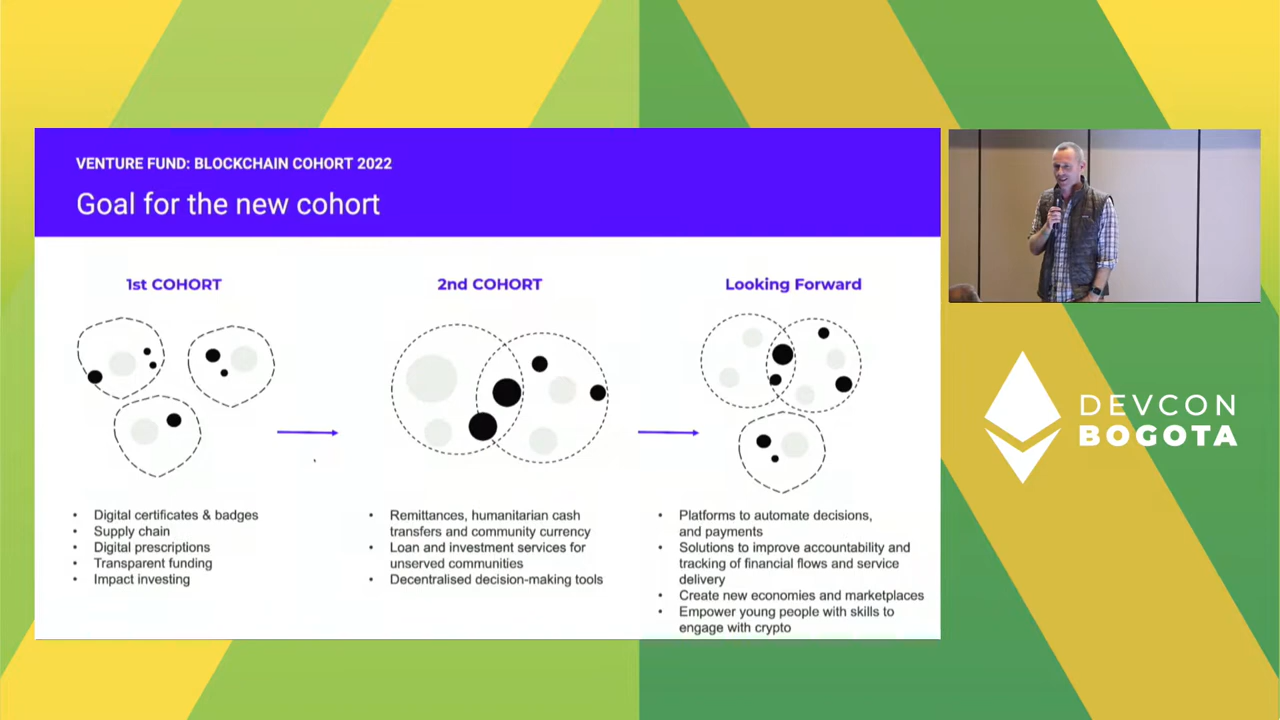 VENTURE FUND: BLOCKCHAIN COHORT 2022
Goal for the new cohort
1st COHORT
• Digital certificates & badges
• Supply chain
• Digital prescriptions
• Transparent funding
• Impact investing
2nd COHORT
• Remittances, humanitarian cash
transfers and community currency
• Loan and investment services for
unserved communities
• Decentralised decision-making tools
Looking Forward
• Platforms to automate decisions,
and payments
• Solutions to improve accountability and
tracking of financial flows and service
delivery
• Create new economies and marketplaces
• Empower young people with skills to
engage with crypto
DEVCON
BOGOTA